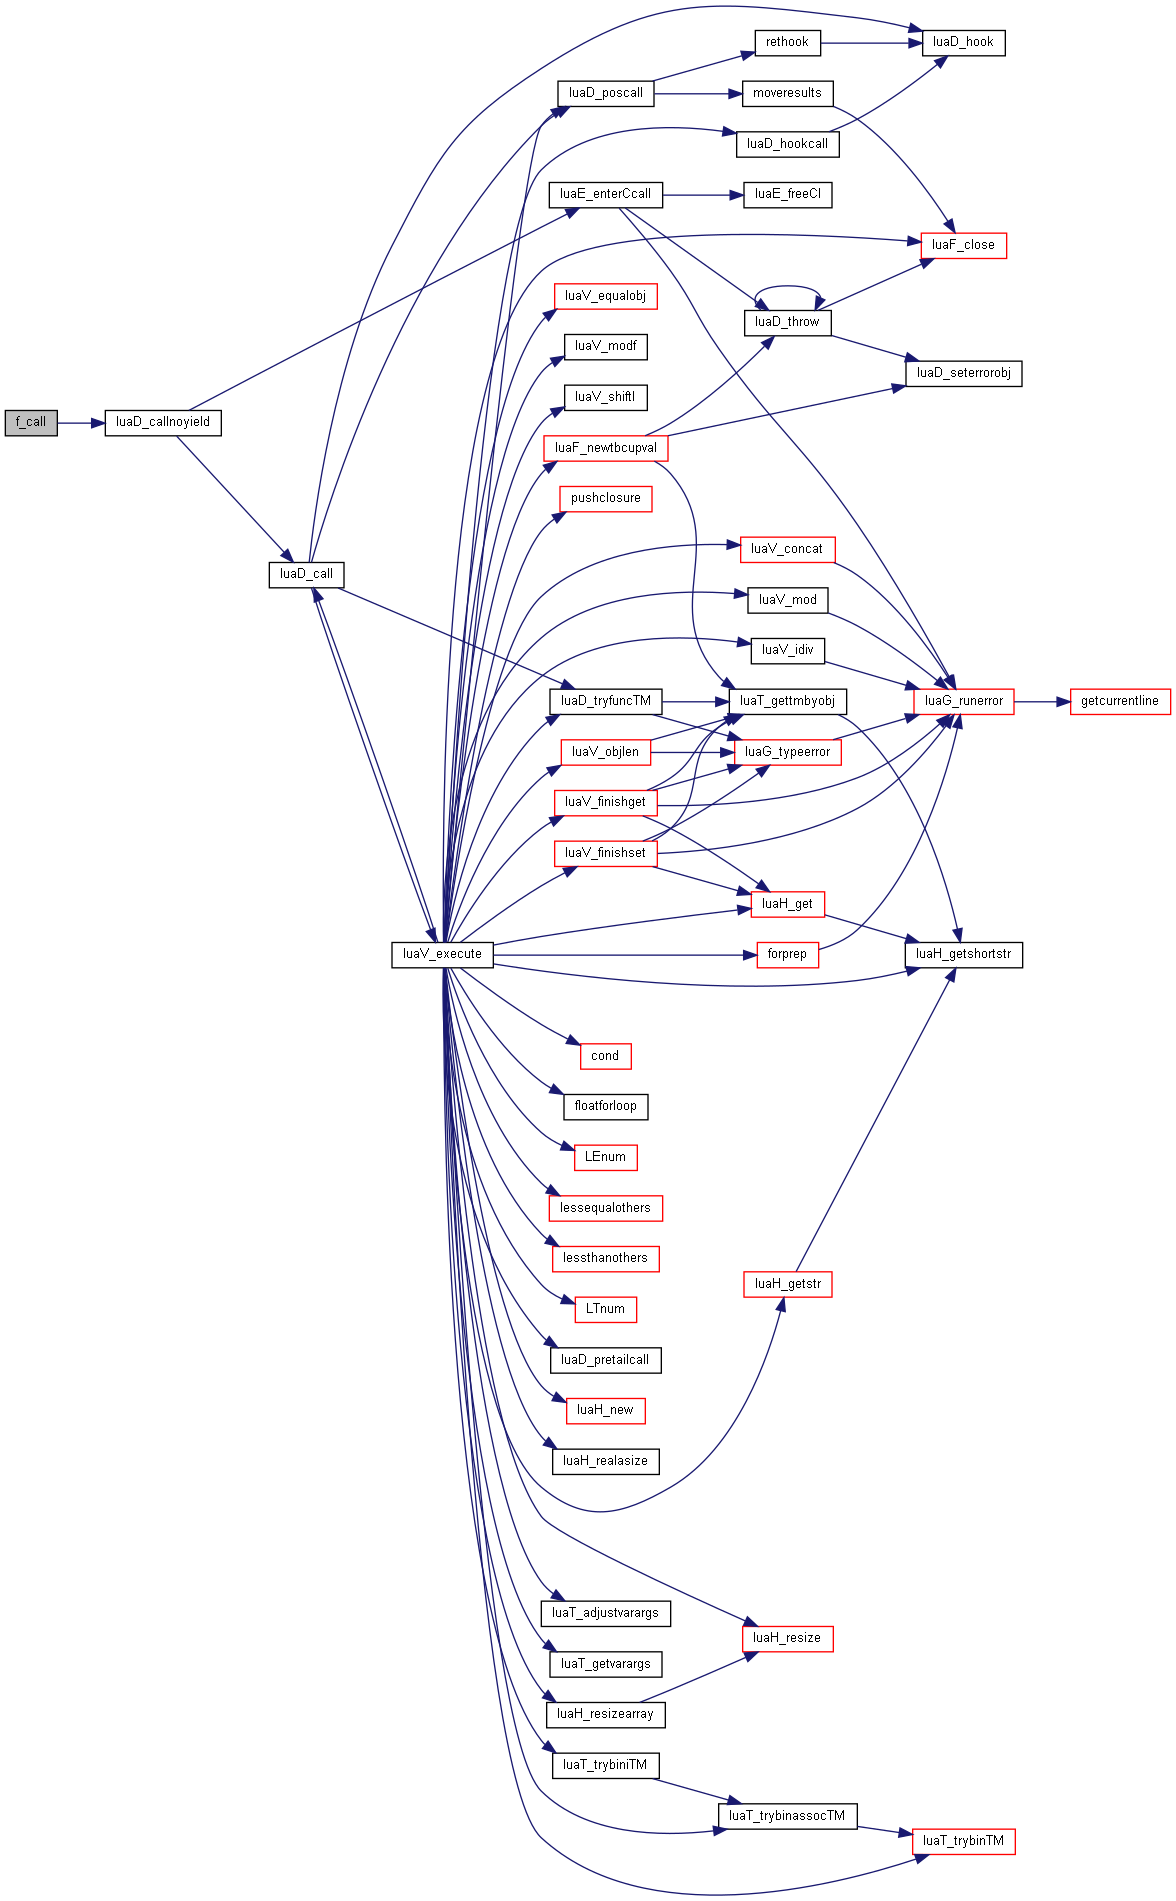 rethook
luaD_hook
luaD_poscall
moveresults
luaD_hookcall
luaE_enterCcall
luaE_freeCI
luaF_close
luaV_equalobj
luaD_throw
luaV_modf
luaD_seterrorobj
luaV_shiftl
f_call
luaD_callnoyield
luaF_newtbcupval
pushclosure
luaV_concat
luaD_call
luaV_mod
luaV_idiv
luaD_tryfuncTM
luaT_gettmbyobj
luaG_runerror
getcurrentline
luaV_objlen
luaG_typeerror
luaV_finishget
luaV_finishset
luaH_get
luaV_execute
forprep
luaH_getshortstr
cond
floatforloop
LEnum
lessequalothers
lessthanothers
luaH_getstr
LTnum
luaD_pretailcall
luaH_new
luaH_realasize
luaT_adjustvarargs
luaH_resize
luaT_getvarargs
luaH_resizearray
luaT_trybiniTM
luaT_trybinassocTM
luaT_trybinTM